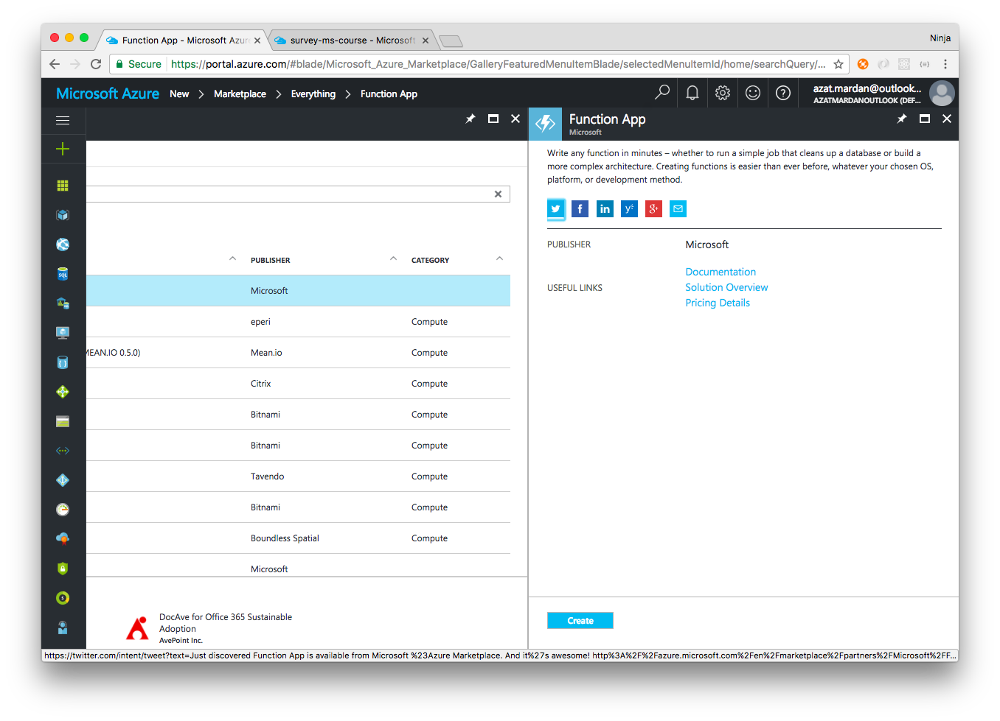 Function App - Microsoft Azure
survey-ms-course - Microsoft
Ninja
Secure
https://portal.azure.com/#blade/Microsoft_Azure_Marketplace/GalleryFeaturedMenuItemBlade/selectedMenuItemId/home/searchQuery/...
Microsoft Azure New Marketplace Everything Function App
azat.mardan@outlook...
AZATMARDANOUTLOOK (DEF...
Function App
Microsoft
Write any function in minutes – whether to run a simple job that cleans up a database or build a
more complex architecture. Creating functions is easier than ever before, whatever your chosen OS,
platform, or development method.
PUBLISHER Microsoft
USEFUL LINKS
Documentation
Solution Overview
Pricing Details
PUBLISHER CATEGORY
Microsoft
eperi Compute
MEAN.IO 0.5.0) Mean.io Compute
Citrix Compute
Bitnami Compute
Bitnami Compute
Tavendo Compute
Bitnami Compute
Boundless Spatial Compute
Microsoft
DocAve for Office 365 Sustainable
Adoption
AvePoint Inc.
Create
https://twitter.com/intent/tweet?text=Just discovered Function App is available from Microsoft %23Azure Marketplace. And it%27s awesome! http%3A%2F%2Fazure.microsoft.com%2Fen%2Fmarketplace%2Fpartners%2FMicrosoft%2FF...